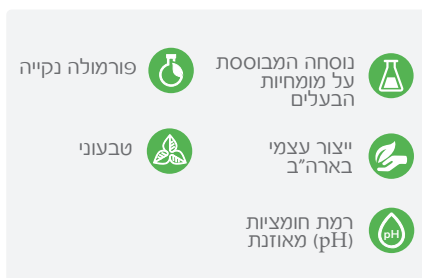 נוסחה המבוססת
על מומחיות
הבעלים
פורמולה נקייה
ייצור עצמי
בארה״ב
טבעוני
רמת חומציות
(pH) מאוזנת
pH